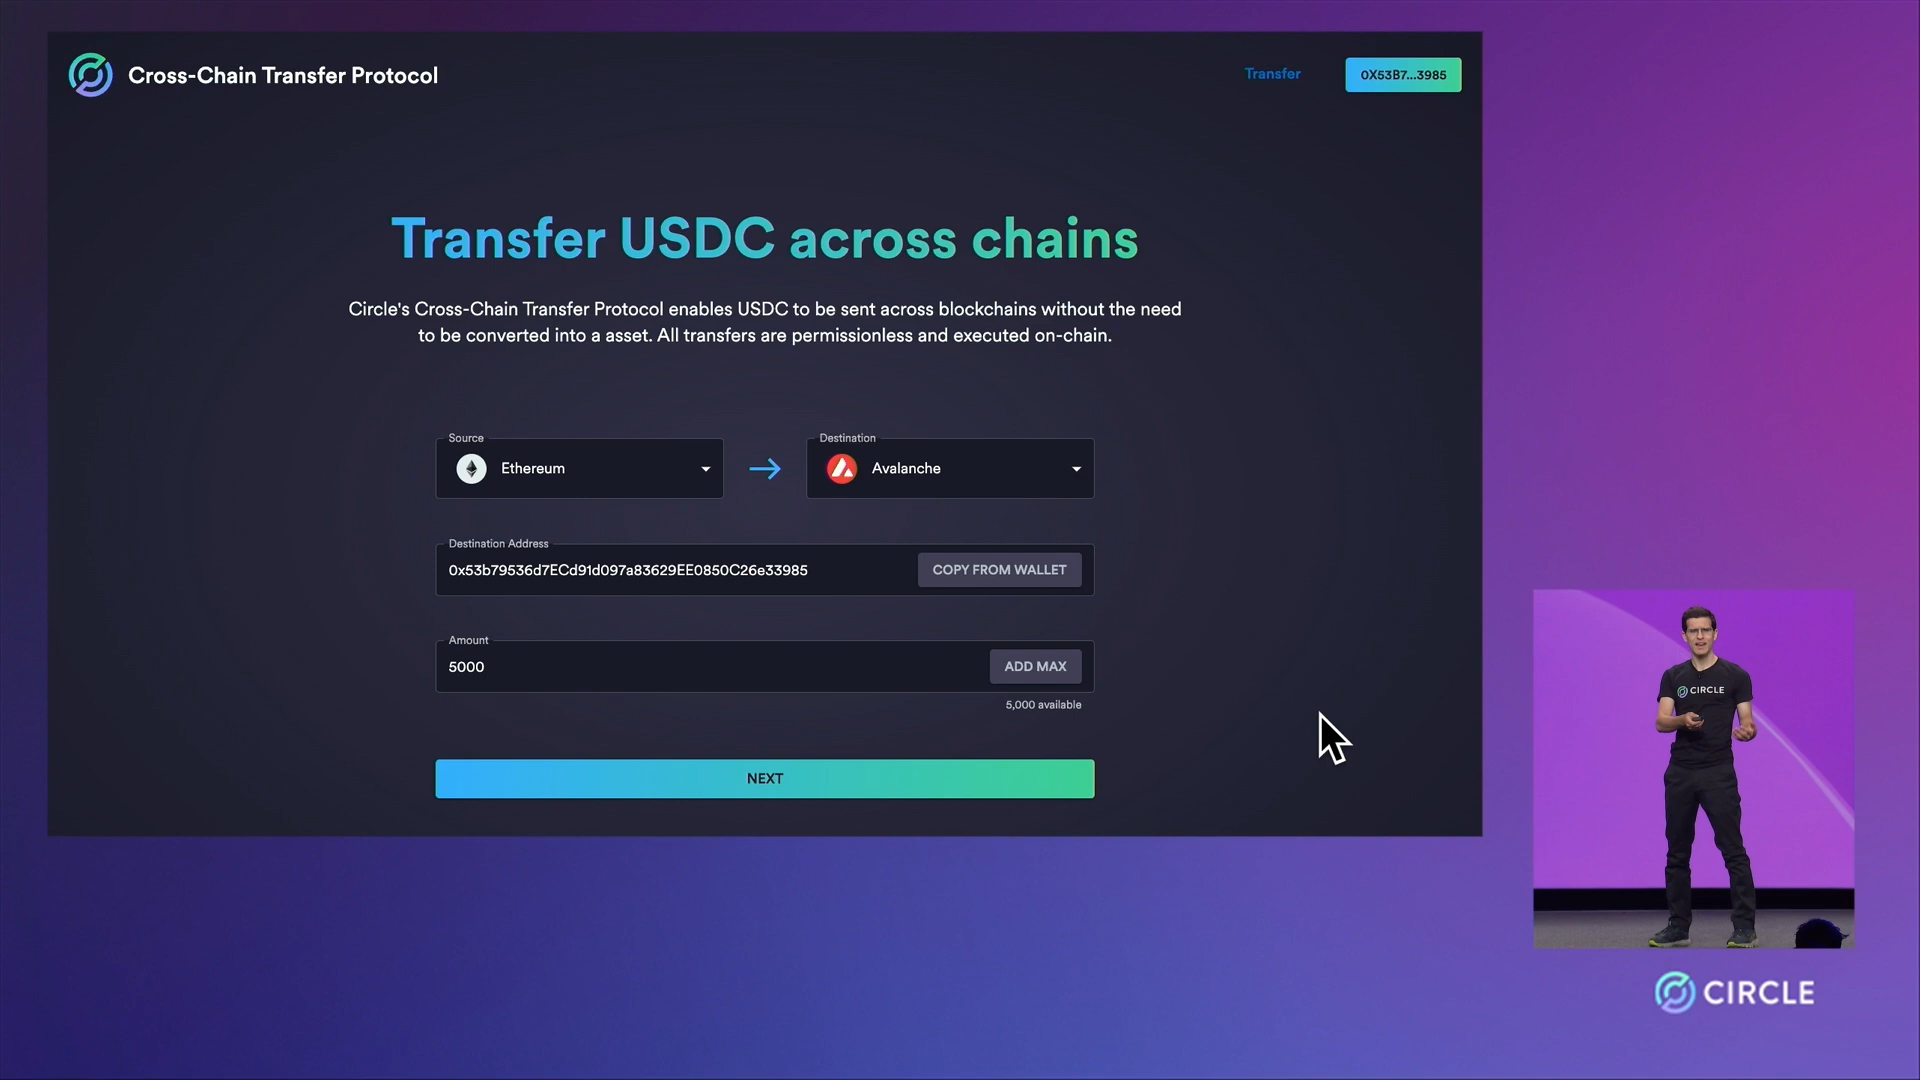 Cross-Chain Transfer Protocol
Transfer
0X53B7...3985
Transfer USDC across chains
Circle's Cross-Chain Transfer Protocol enables USDC to be sent across blockchains without the need
to be converted into a asset. All transfers are permissionless and executed on-chain.
Source
Ethereum
Destination
Avalanche
Destination Address
0x53b79536d7ECd91d097a83629EE0850C26e33985
COPY FROM WALLET
Amount
5000
ADD MAX
5,000 available
NEXT
CIRCLE
CIRCLE